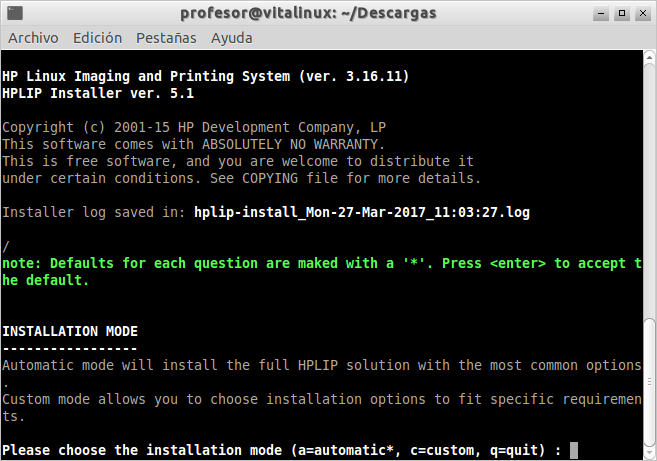 profesor@vitalinux: ~/Descargas
Archivo Edición Pestañas Ayuda
HP Linux Imaging and Printing System (ver. 3.16.11)
HPLIP Installer ver. 5.1
Copyright (c) 2001-15 HP Development Company, LP
This software comes with ABSOLUTELY NO WARRANTY.
This is free software, and you are welcome to distribute it
under certain conditions. See COPYING file for more details.
Installer log saved in: hplip-install_Mon-27-Mar-2017_11:03:27.log
/
note: Defaults for each question are maked with a '*'. Press <enter> to accept t
he default.
INSTALLATION MODE
-----------------
Automatic mode will install the full HPLIP solution with the most common options
.
Custom mode allows you to choose installation options to fit specific requiremen
ts.
Please choose the installation mode (a=automatic*, c=custom, q=quit) :